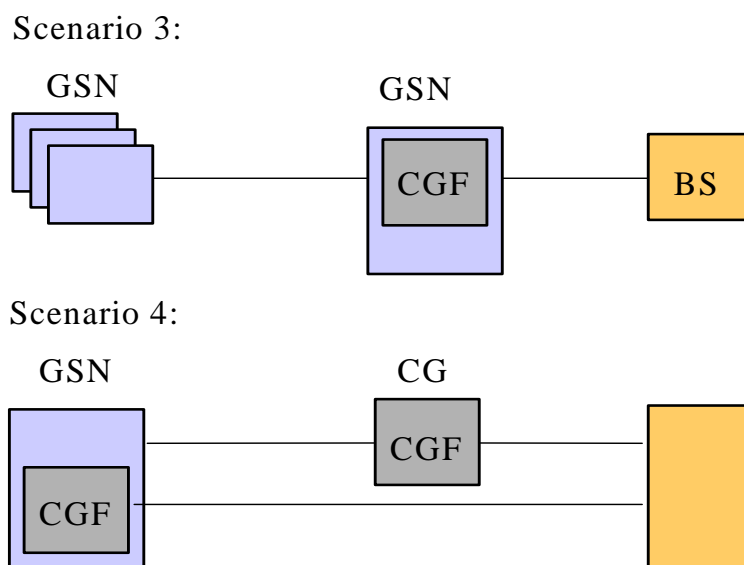 Scenario 3:
GSN
GSN
CGF
BS
Scenario 4:
GSN
CG
CGF
CGF